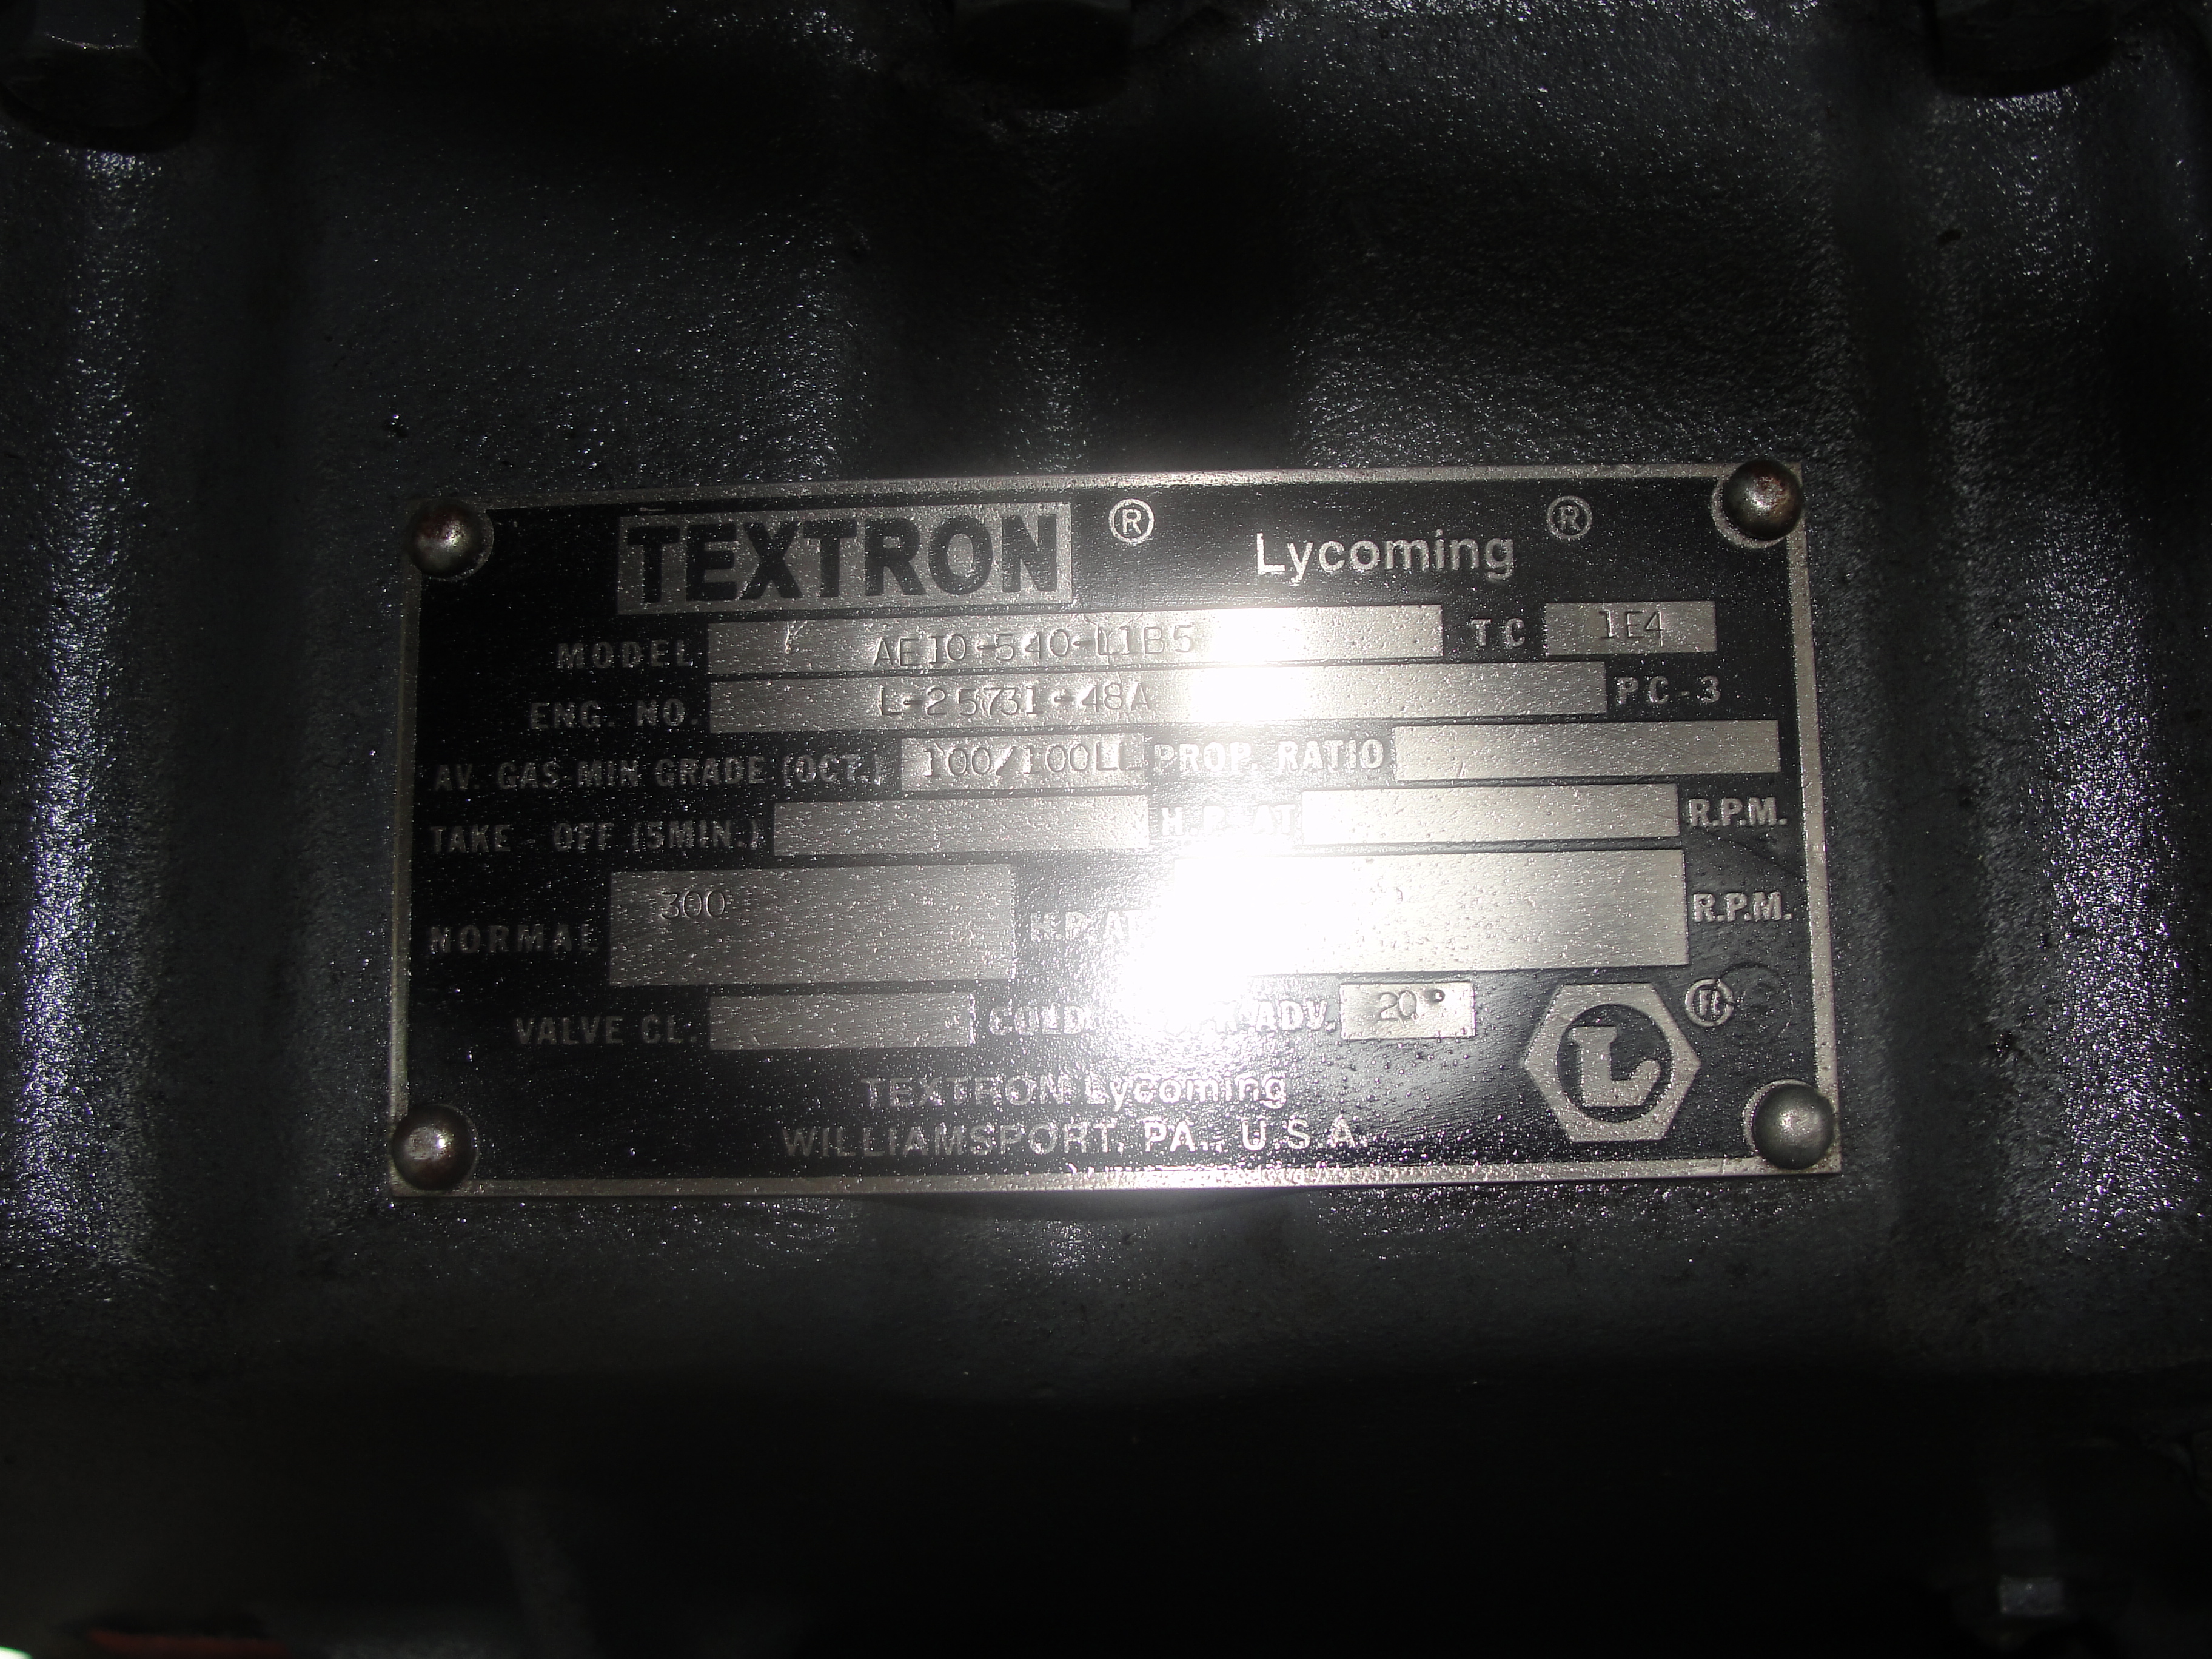 TEXTRON ® Lycoming ®
MODEL AEIO-540-L1B5 TC 1E4
ENG. NO. L-25731-48A PC-3
AV. GAS-MIN GRADE (OCT.) 100/100LL PROP. RATIO
TAKE - OFF (5MIN.) H.P. AT R.P.M.
NORMAL 300 H.P. AT R.P.M.
VALVE CL. ADV. 20°
L ®
TEXTRON Lycoming
WILLIAMSPORT, PA., U.S.A.